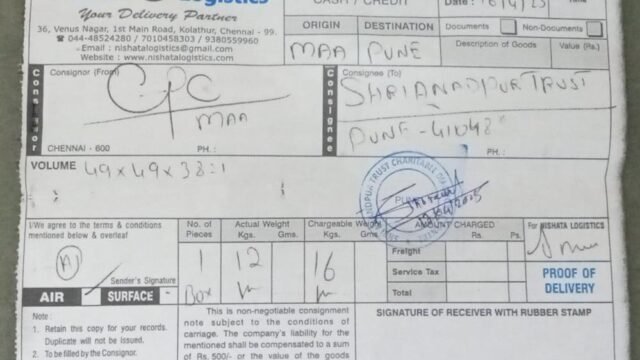 Logistics
Your Delivery Partner
36, Venus Nagar, 1st Main Road, Kolathur, Chennai - 99.
☎ 044-48524280 / 7010458303 / 9380559960
Email : nishatalogistics@gmail.com
Website : www.nishatalogistics.com
CASH / CREDIT
Date :
ORIGIN
DESTINATION
MAA
PUNE
Documents
Non-Documents
Description of Goods
Value (Rs.)
Consignor
Consignor (From)
CPC
MAA
CHENNAI - 600
PH. :
Consignee
Consignee (To)
SHRIANADPUR TRUST
PUNE - 411048
PH. :
VOLUME
49 x 49 x 38 : 1
TRUST CHARITABLE
I/We agree to the terms & conditions
mentioned below & overleaf
A1
Sender's Signature
AIR
SURFACE
No. of
Pieces
1
Box
Actual Weight
Kgs. Gms.
12
Chargeable Weight
Kgs. Gms.
16
AMOUNT CHARGED
Rs. Ps.
Freight
Service Tax
Total
For NISHATA LOGISTICS
PROOF OF
DELIVERY
Note :
1. Retain this copy for your records.
Duplicate will not be issued.
2. To be filled by the Consignor.
This is non-negotiable consignment
note subject to the conditions of
carriage. The company's liability for the
mentioned shall be compensated to a sum
of Rs. 500/- or the value of the goods
SIGNATURE OF RECEIVER WITH RUBBER STAMP